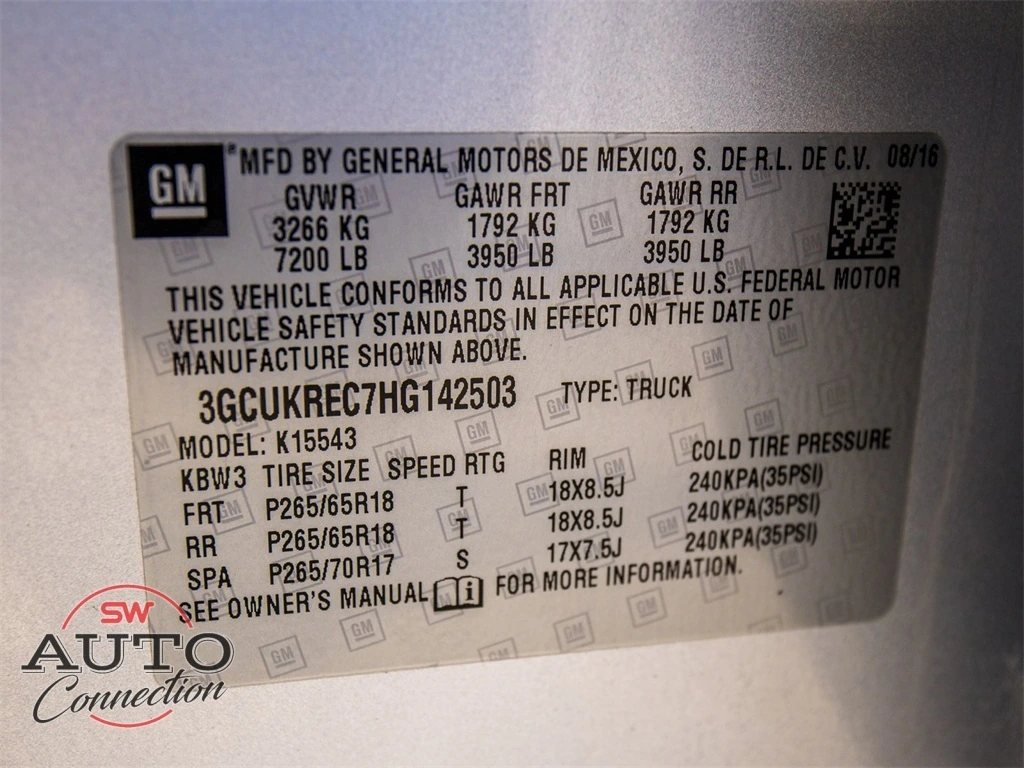 GM MFD BY GENERAL MOTORS DE MEXICO, S. DE R.L. DE C.V. 08/16
GVWR GAWR FRT GAWR RR
3266 KG 1792 KG 1792 KG
7200 LB 3950 LB 3950 LB
THIS VEHICLE CONFORMS TO ALL APPLICABLE U.S. FEDERAL MOTOR
VEHICLE SAFETY STANDARDS IN EFFECT ON THE DATE OF
MANUFACTURE SHOWN ABOVE.
3GCUKREC7HG142503 TYPE: TRUCK
MODEL: K15543
KBW3 TIRE SIZE SPEED RTG RIM COLD TIRE PRESSURE
FRT P265/65R18 T 18X8.5J 240KPA(35PSI)
RR P265/65R18 T 18X8.5J 240KPA(35PSI)
SPA P265/70R17 S 17X7.5J 240KPA(35PSI)
SEE OWNER'S MANUAL i FOR MORE INFORMATION.
SW
AUTO
Connection